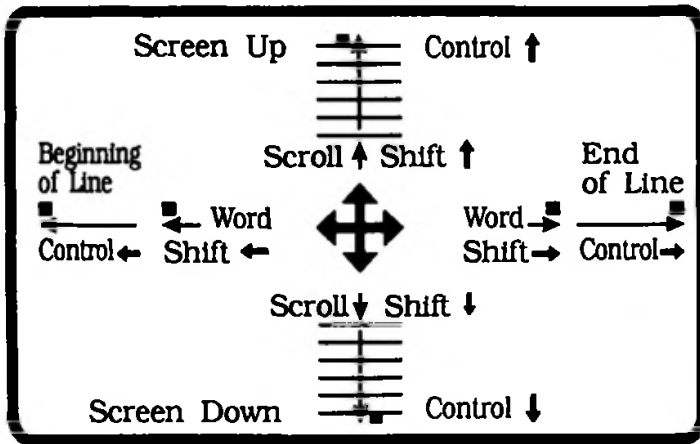 Screen Up Control ↑
Scroll ↑ Shift ↑
Beginning
of Line
End
of Line
← Word
Word →
Control ← Shift ←
Shift → Control →
Scroll ↓ Shift ↓
Screen Down Control ↓